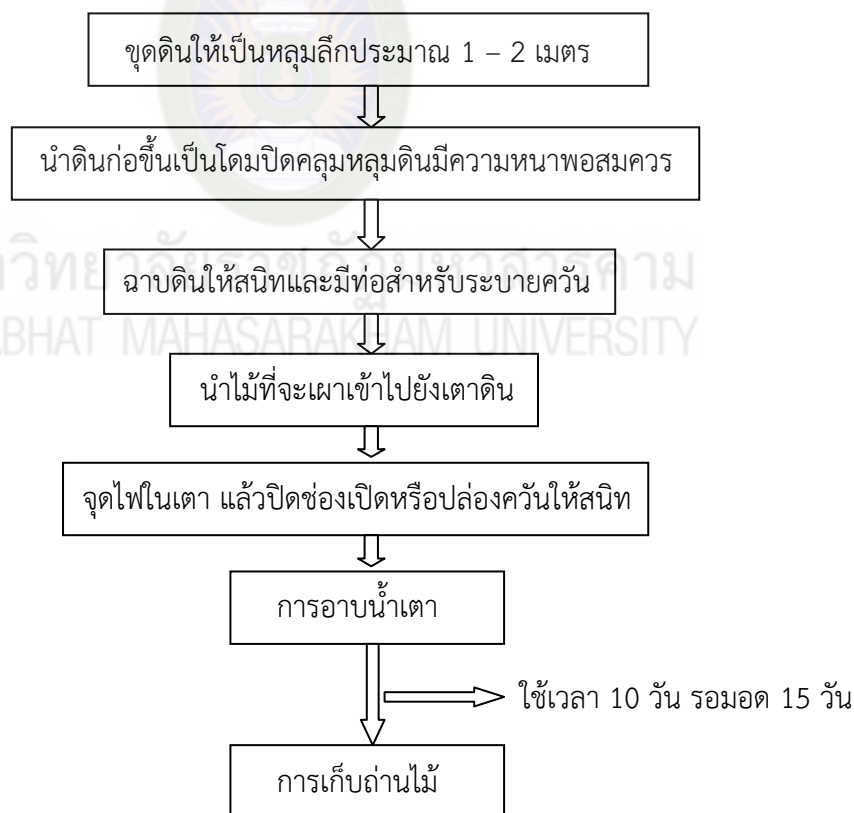 ขุดดินให้เป็นหลุมลึกประมาณ 1 – 2 เมตร
นำดินก่อขึ้นเป็นโดมปิดคลุมหลุมดินมีความหนาพอสมควร
ฉาบดินให้สนิทและมีท่อสำหรับระบายควัน
นำไม้ที่จะเผาเข้าไปยังเตาดิน
จุดไฟในเตา แล้วปิดช่องเปิดหรือปล่องควันให้สนิท
การอาบน้ำเตา
ใช้เวลา 10 วัน รอมอด 15 วัน
การเก็บถ่านไม้
MAHASARAKHAM UNIVERSITY